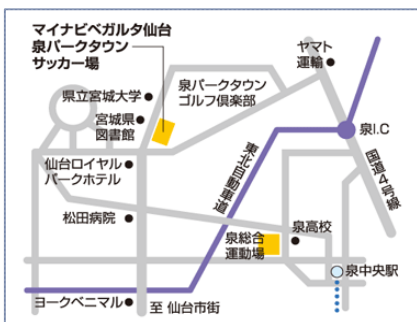 マイナビベガルタ仙台
泉パークタウン
サッカー場
ヤマト
運輸
県立宮城大学
泉パークタウン
ゴルフ倶楽部
宮城県
図書館
泉I.C
仙台ロイヤル
パークホテル
東北自動車道
国道4号線
松田病院
泉高校
泉総合
運動場
泉中央駅
ヨークベニマル
至 仙台市街